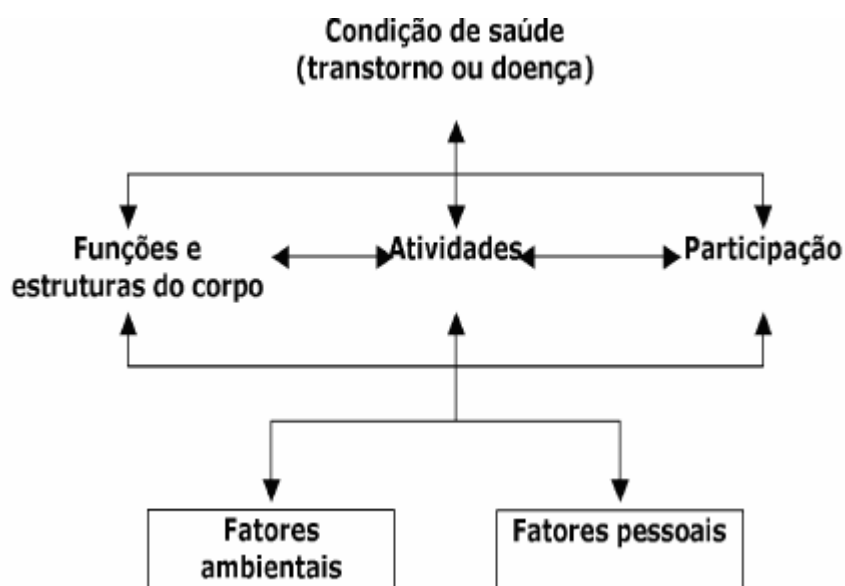 Condição de saúde
(transtorno ou doença)
Funções e
estruturas do corpo
Atividades
Participação
Fatores
ambientais
Fatores pessoais